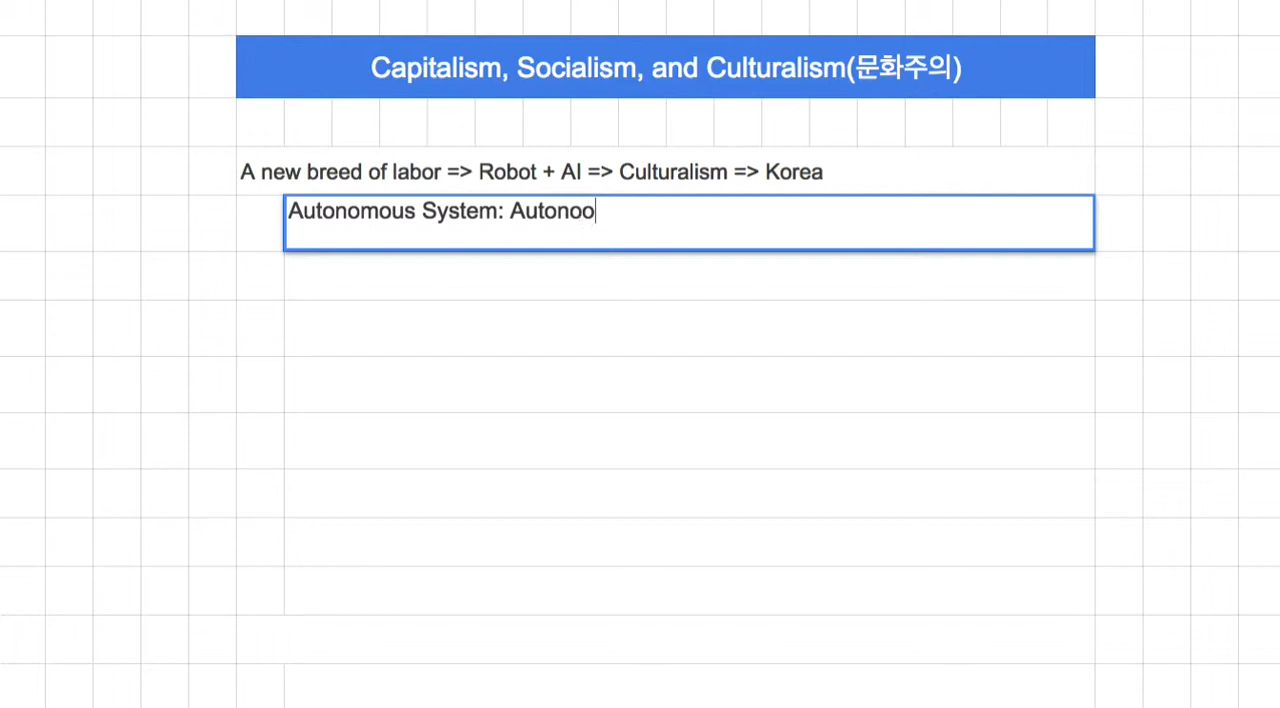 Capitalism, Socialism, and Culturalism(문화주의)
A new breed of labor => Robot + AI => Culturalism => Korea
Autonomous System: Autonoo